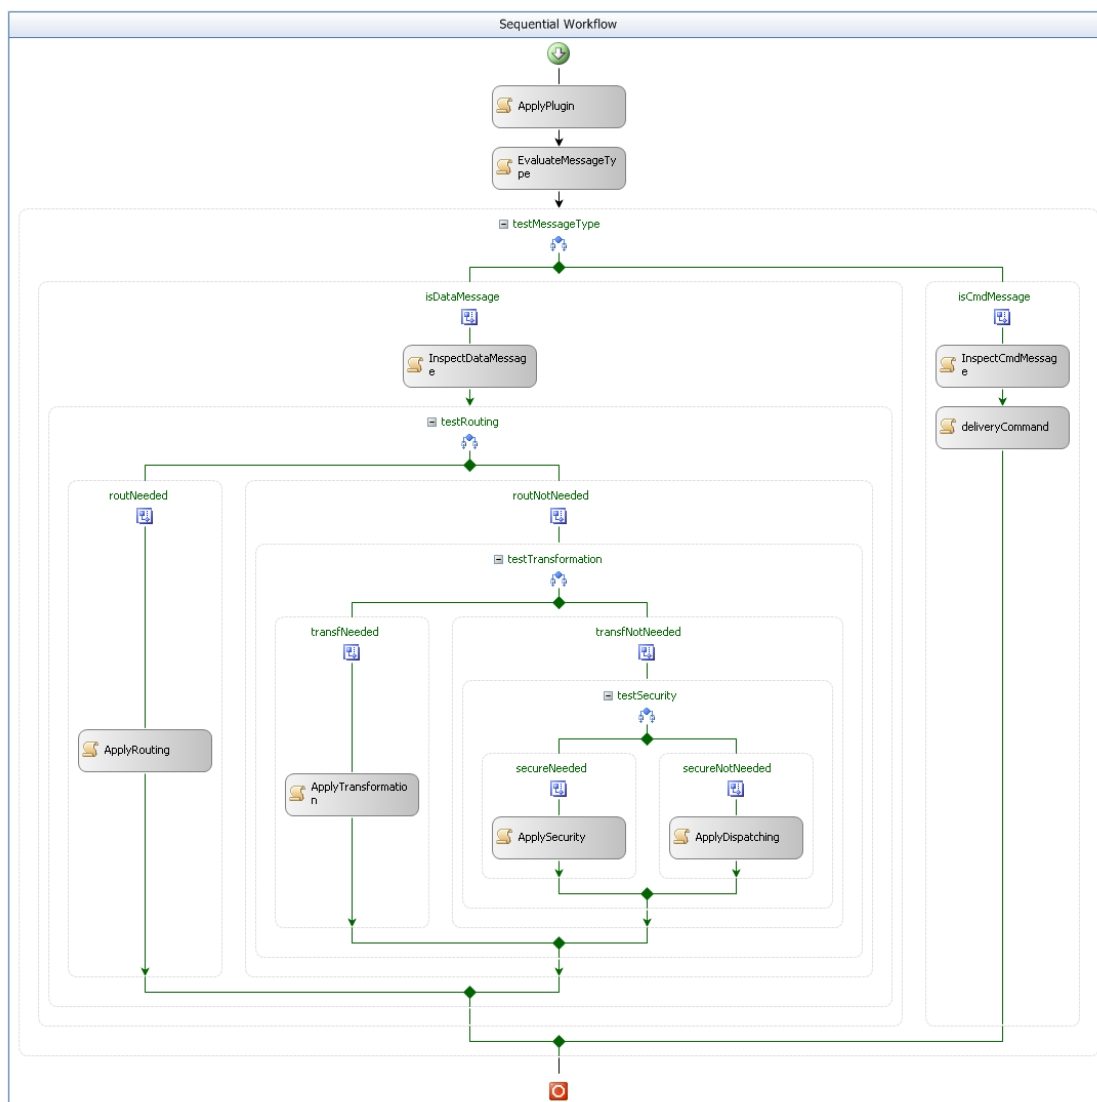 Sequential Workflow
ApplyPlugin
EvaluateMessageTy
pe
testMessageType
isDataMessage
isCmdMessage
InspectDataMessag
e
InspectCmdMessag
e
testRouting
deliveryCommand
routNeeded
routNotNeeded
testTransformation
transfNeeded
transfNotNeeded
testSecurity
ApplyRouting
secureNeeded
secureNotNeeded
ApplyTransformatio
n
ApplySecurity
ApplyDispatching